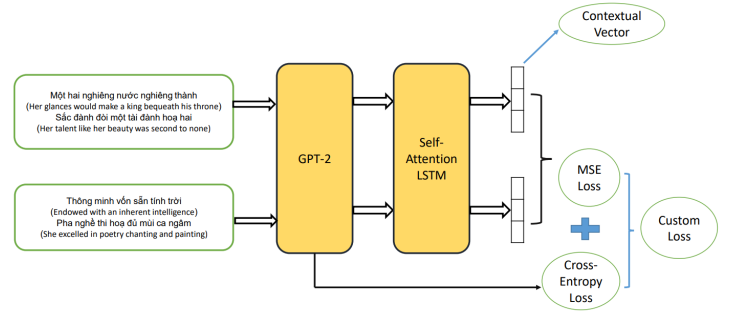 Contextual
Vector
Một hai nghiêng nước nghiêng thành
(Her glances would make a king bequeath his throne)
Sắc đành đòi một tài đành hoạ hai
(Her talent like her beauty was second to none)
GPT-2
Self-
Attention
LSTM
MSE
Loss
Thông minh vốn sẵn tính trời
(Endowed with an inherent intelligence)
Pha nghề thi hoạ đủ mùi ca ngâm
(She excelled in poetry chanting and painting)
Custom
Loss
Cross-
Entropy
Loss